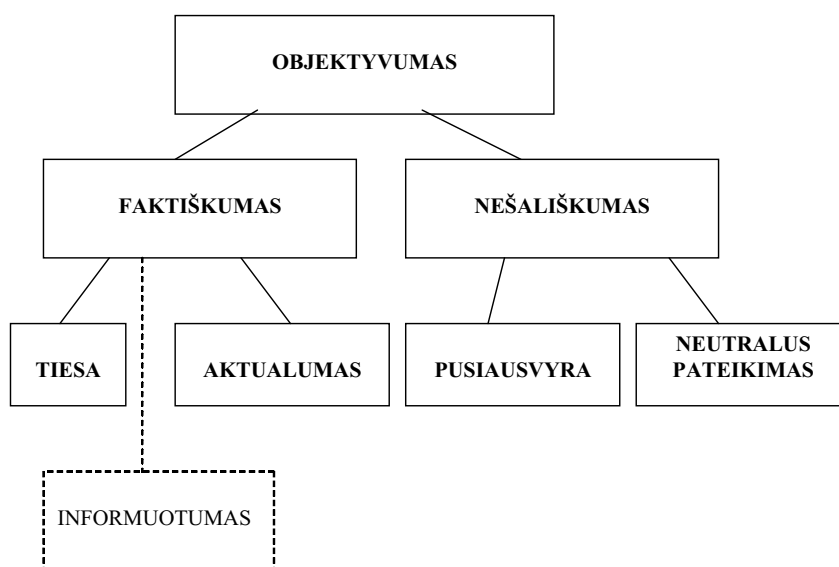 OBJEKTYVUMAS
FAKTIŠKUMAS
NEŠALIŠKUMAS
TIESA
AKTUALUMAS
PUSIAUSVYRA
NEUTRALUS
PATEIKIMAS
INFORMUOTUMAS